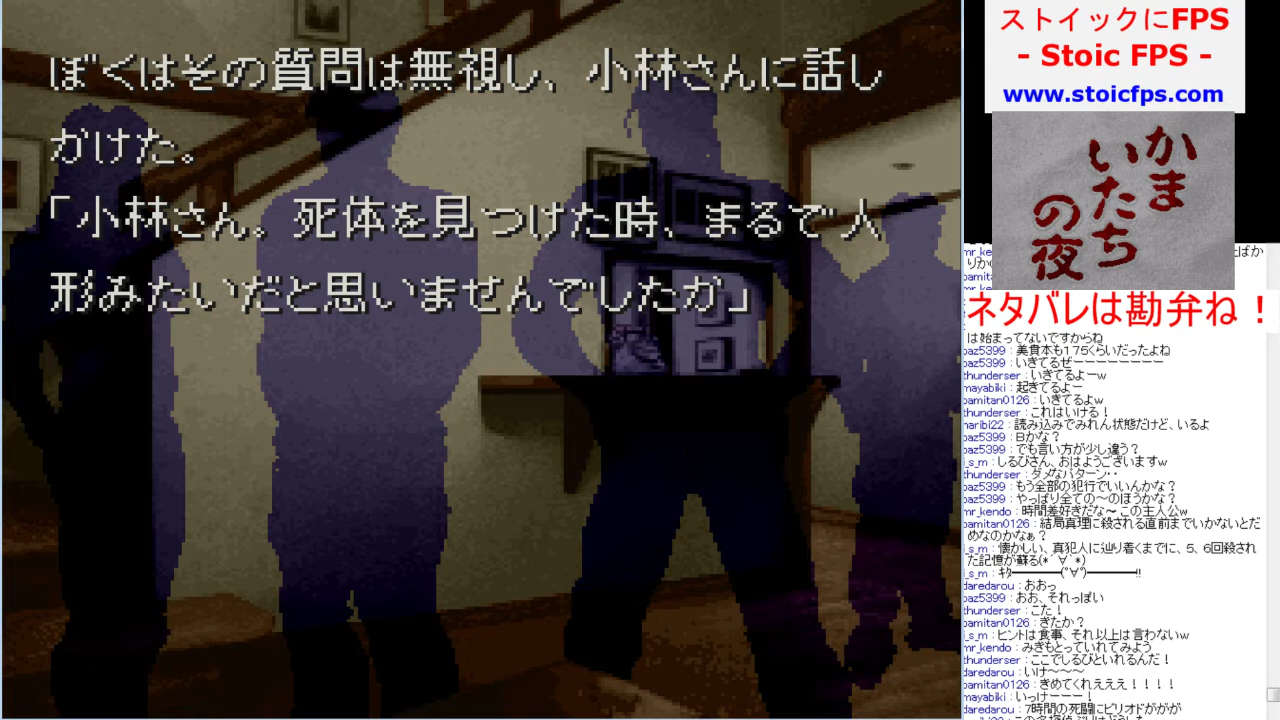 ぼくはその質問は無視し、小林さんに話し
かけた。
「小林さん。死体を見つけた時、まるで人
形みたいだと思いませんでしたか」
ストイックにFPS
- Stoic FPS -
www.stoicfps.com
かま
いたち
の夜
ネタバレは勘弁ね！
は始まってないですからね
paz5399：美貴本も175くらいだったよね
paz5399：いきてるぜーーーーーーーー
thunderser：いきてるよーw
mayabiki：起きてるよー
pamitan0126：いきてるよw
thunderser：これはいける！
naribi22：読み込みでみれん状態だけど、いるよ
paz5399：Bかな？
paz5399：でも言い方が少し違う？
i_s_m：しるびさん、おはようございますw
thunderser：ダメなパターン・・
paz5399：もう全部の犯行でいいんかな？
paz5399：やっぱり全ての～のほうかな？
mr_kendo：時間差好きだな～この主人公w
pamitan0126：結局真理に殺される直前までいかないとだ
めなのかなぁ？
i_s_m：懐かしい、真犯人に辿り着くまでに、5、6回殺され
た記憶が蘇る(*´∀`*)
i_s_m：ｷﾀ━━━━━(ﾟ∀ﾟ)━━━━━!!
daredarou：おおっ
paz5399：おお、それっぽい
thunderser：こた！
pamitan0126：きたか？
i_s_m：ヒントは食事、それ以上は言わないw
mr_kendo：みきもとっていれてみよう
thunderser：ここでしるびといれるんだ！
daredarou：いけ～～～
pamitan0126：きめてくれえええ！！！！
mayabiki：いっけーーー！
daredarou：7時間の死闘にピリオドががが